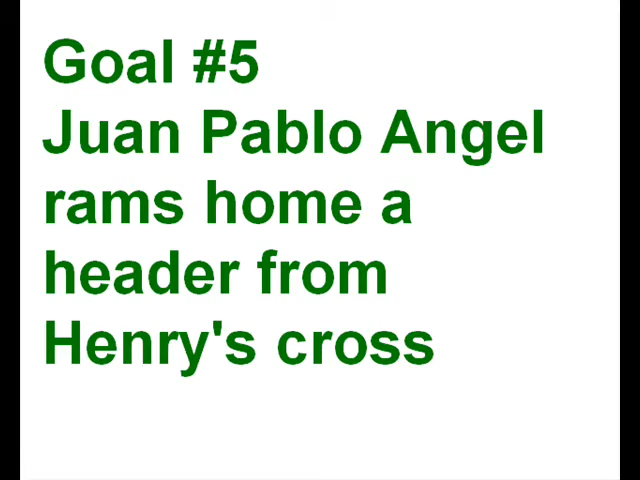 Goal #5
Juan Pablo Angel
rams home a
header from
Henry's cross